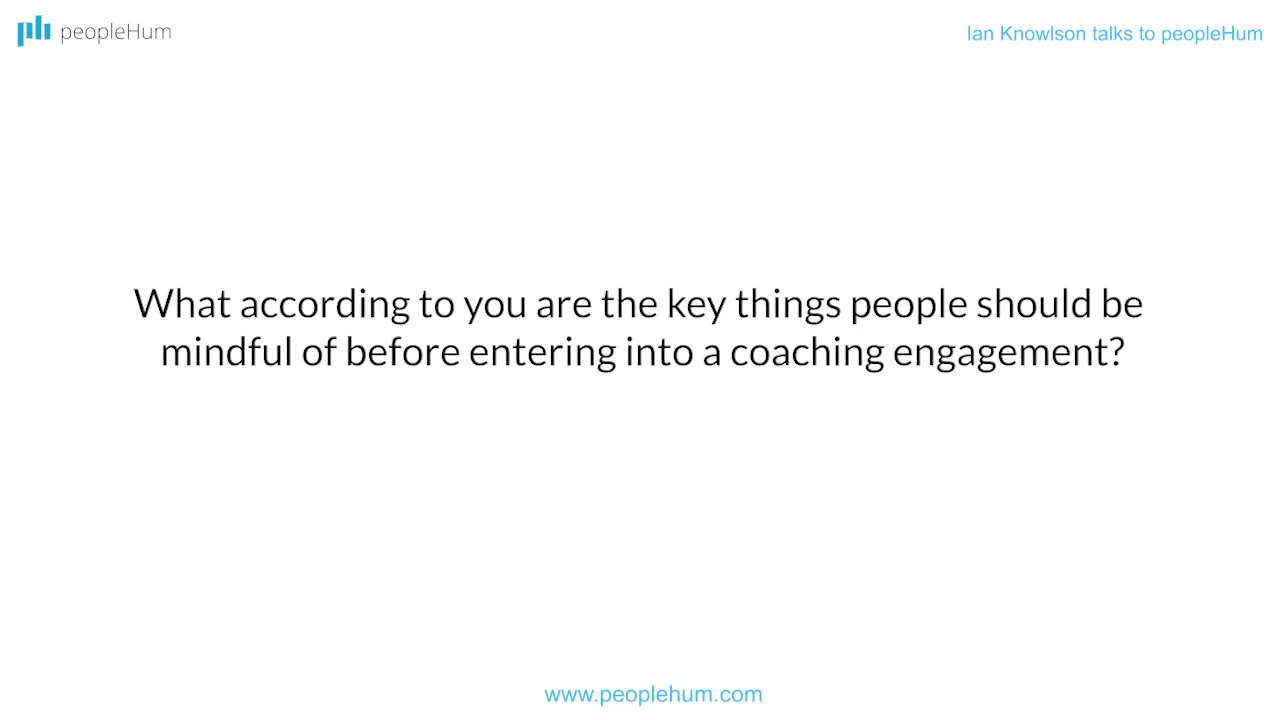 peopleHum
Ian Knowlson talks to peopleHum
What according to you are the key things people should be
mindful of before entering into a coaching engagement?
www.peoplehum.com